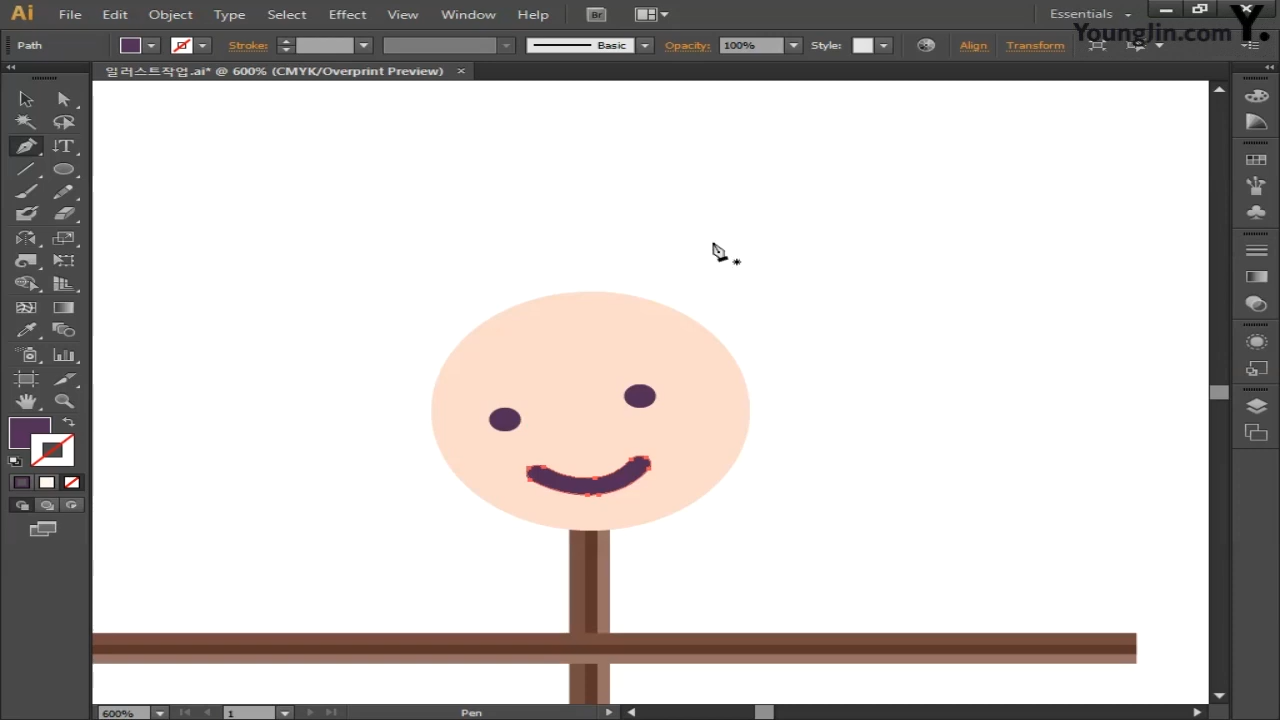 Ai File Edit Object Type Select Effect View Window Help Br Essentials
YoungJin.com Y.
Path Stroke: Basic Opacity: 100% Style: Align Transform
일러스트작업.ai* @ 600% (CMYK/Overprint Preview) ×
T
600% 1 Pen